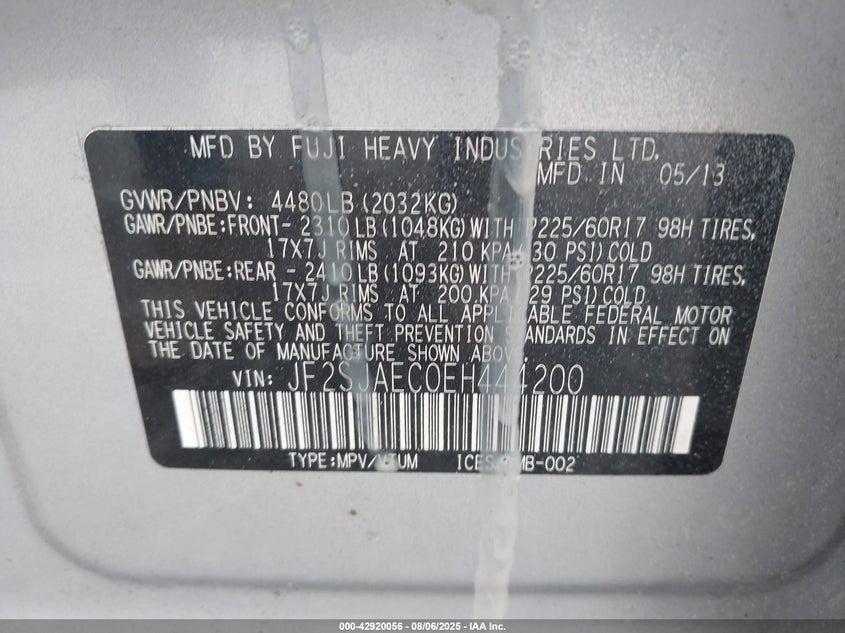 MFD BY FUJI HEAVY INDUSTRIES LTD.
MFD IN 05/13
GVWR/PNBV: 4480LB(2032KG)
GAWR/PNBE:FRONT- 2310LB(1048KG)WITH P225/60R17 98H TIRES,
17X7J RIMS AT 210 KPA(30 PSI)COLD
GAWR/PNBE:REAR - 2410LB(1093KG)WITH P225/60R17 98H TIRES,
17X7J RIMS AT 200 KPA(29 PSI)COLD
THIS VEHICLE CONFORMS TO ALL APPLICABLE FEDERAL MOTOR
VEHICLE SAFETY AND THEFT PREVENTION STANDARDS IN EFFECT ON
THE DATE OF MANUFACTURE SHOWN ABOVE.
VIN: JF2SJAEC0EH444200
TYPE:MPV/VTUM ICES/NMB-002
000-42920056 - 08/06/2025 - IAA Inc.